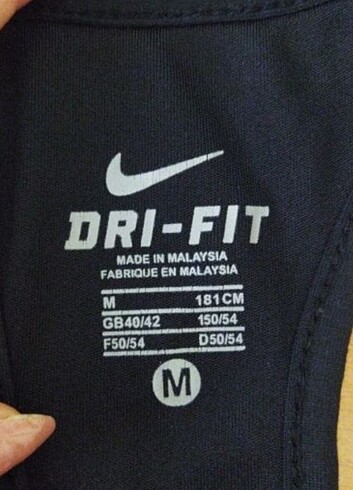 DRI-FIT
MADE IN MALAYSIA
FABRIQUE EN MALAYSIA
M 181CM
GB40/42 150/54
F50/54 D50/54
M